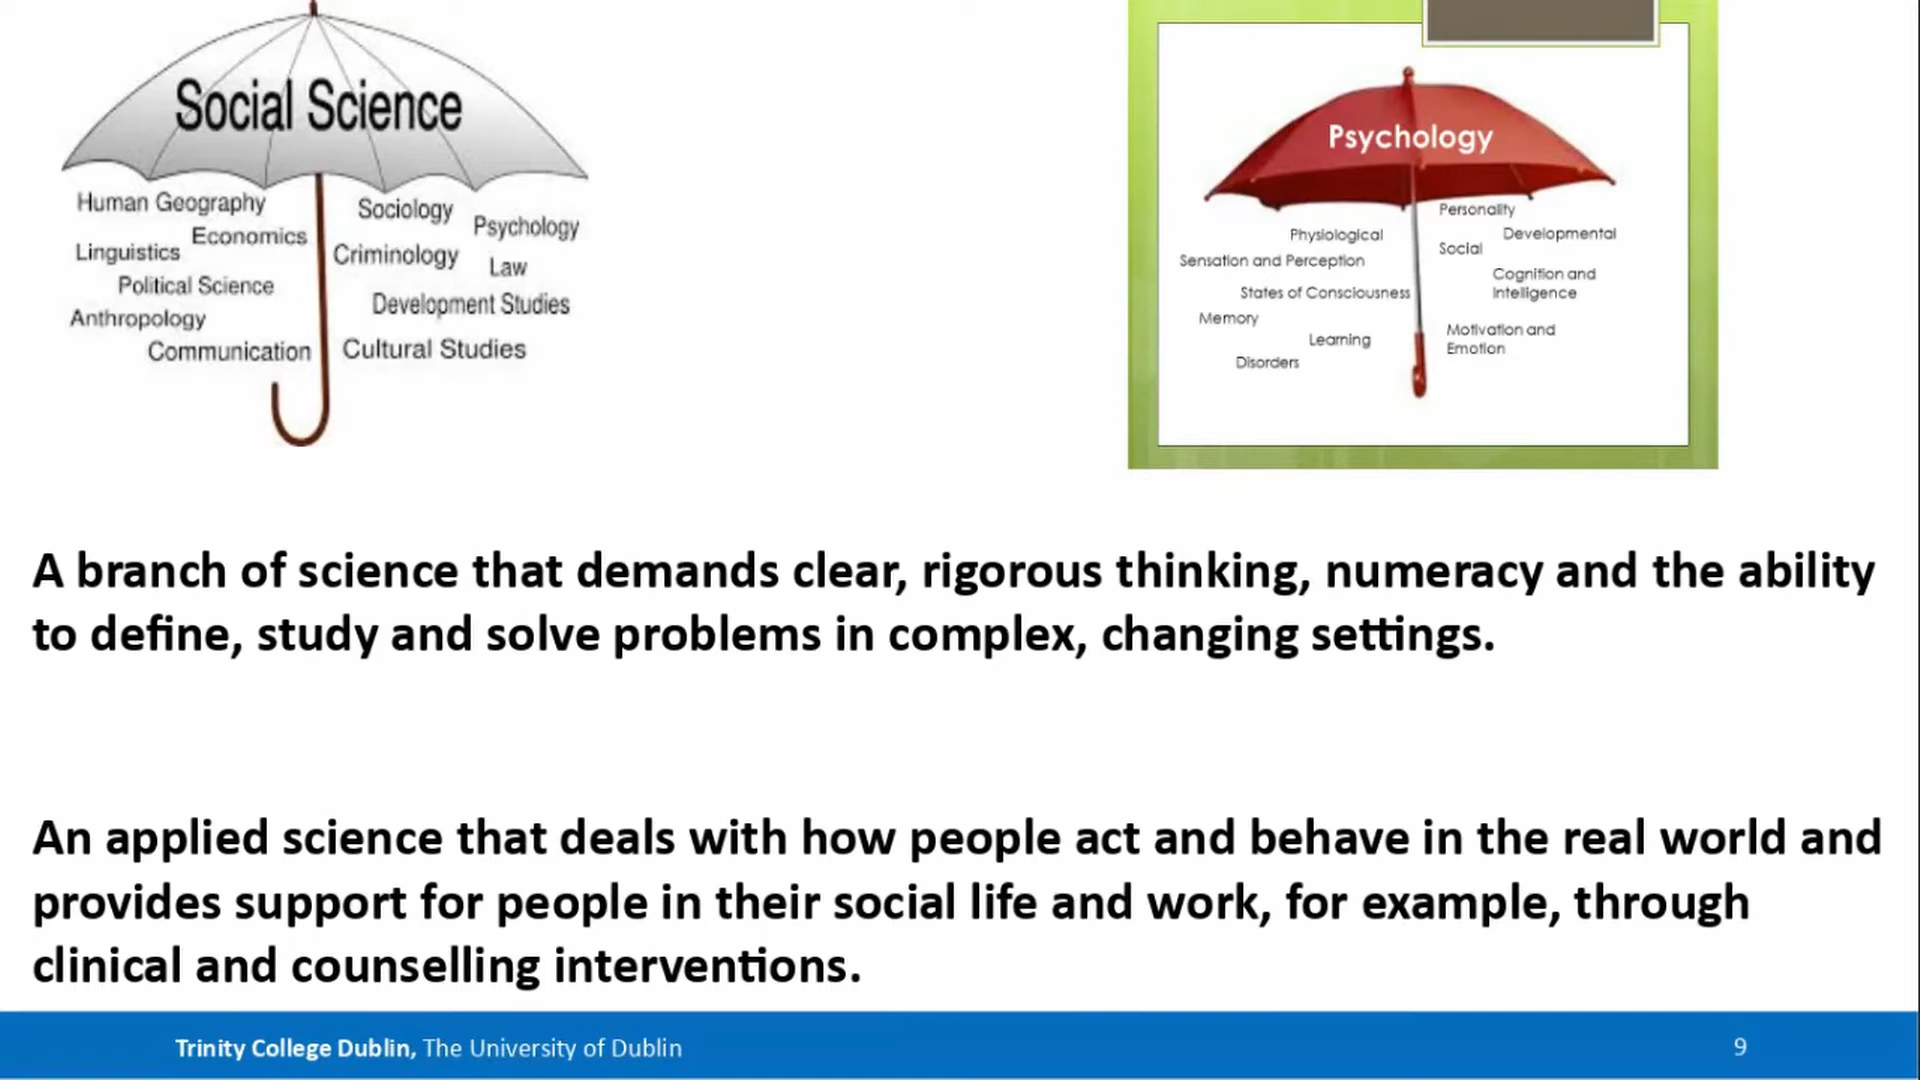 Social Science
Human Geography
Sociology
Psychology
Economics
Linguistics
Criminology
Law
Political Science
Development Studies
Anthropology
Communication
Cultural Studies
Psychology
Personality
Physiological
Developmental
Social
Sensation and Perception
Cognition and
Intelligence
States of Consciousness
Memory
Motivation and
Emotion
Learning
Disorders
A branch of science that demands clear, rigorous thinking, numeracy and the ability
to define, study and solve problems in complex, changing settings.
An applied science that deals with how people act and behave in the real world and
provides support for people in their social life and work, for example, through
clinical and counselling interventions.
Trinity College Dublin, The University of Dublin
9